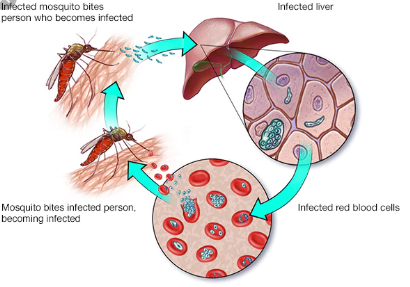 Infected mosquito bites
person who becomes infected
Infected liver
Mosquito bites infected person,
becoming infected
Infected red blood cells